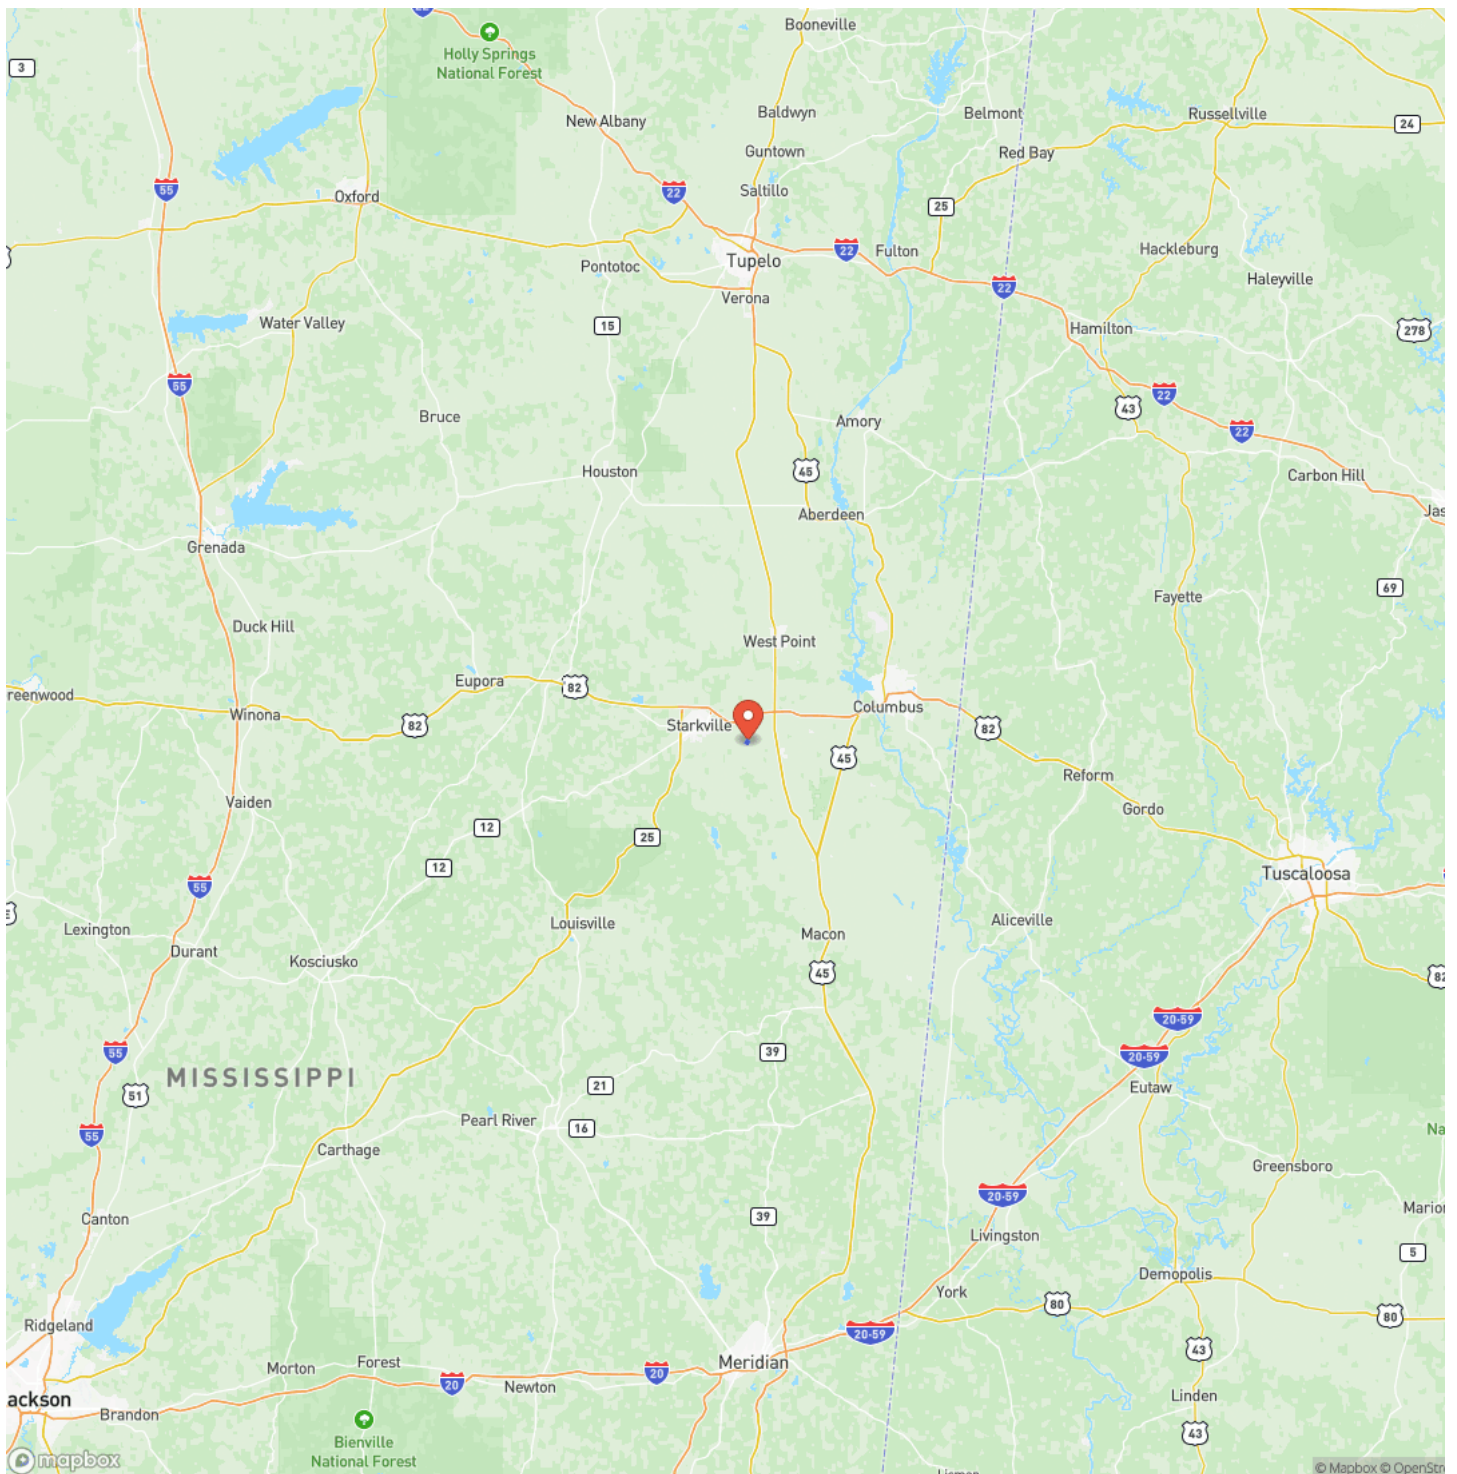 22
Booneville
Holly Springs
National Forest
3
Baldwyn
Belmont
Russellville
24
New Albany
Guntown
Red Bay
55
Oxford
22
Saltillo
25
Tupelo
22
Fulton
Hackleburg
Pontotoc
Haleyville
22
Verona
Water Valley
15
Hamilton
278
55
22
43
Bruce
Amory
22
Houston
45
Carbon Hill
Jas
Aberdeen
Grenada
69
Fayette
Duck Hill
West Point
Eupora
82
reenwood
Winona
82
Starkville
Columbus
82
45
Reform
Vaiden
Gordo
12
25
12
Tuscaloosa
55
Lexington
Louisville
Aliceville
Durant
Macon
Kosciusko
45
82
20-59
55
39
20-59
MISSISSIPPI
51
21
Eutaw
Pearl River
16
55
Na
Carthage
Greensboro
20-59
Canton
39
Marion
Livingston
5
Demopolis
York
80
Ridgeland
20-59
80
Meridian
43
Morton
Forest
20
20
Newton
ackson
Linden
Brandon
43
Bienville
National Forest
mapbox
© Mapbox © OpenStr